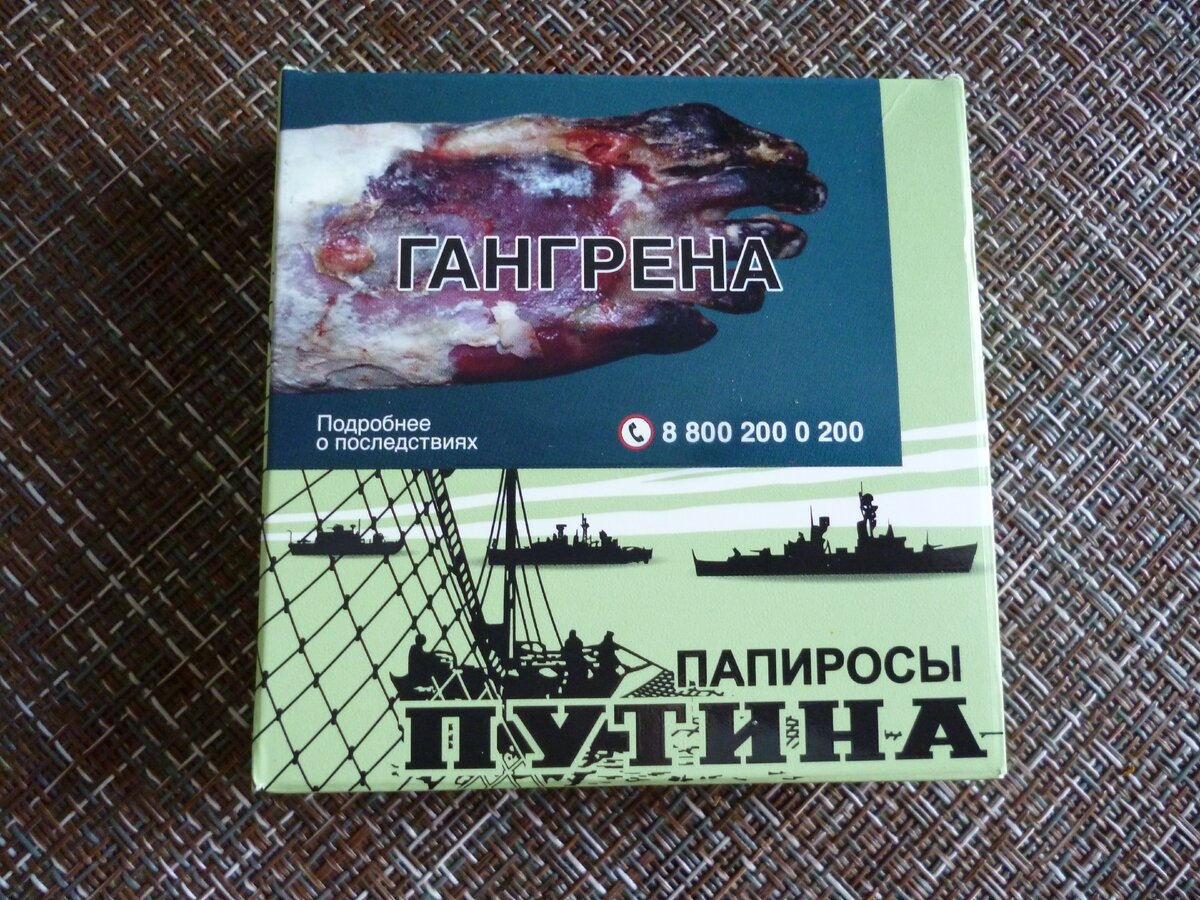 ГАНГРЕНА
Подробнее
о последствиях
8 800 200 0 200
ПАПИРОСЫ
ПУТИНА